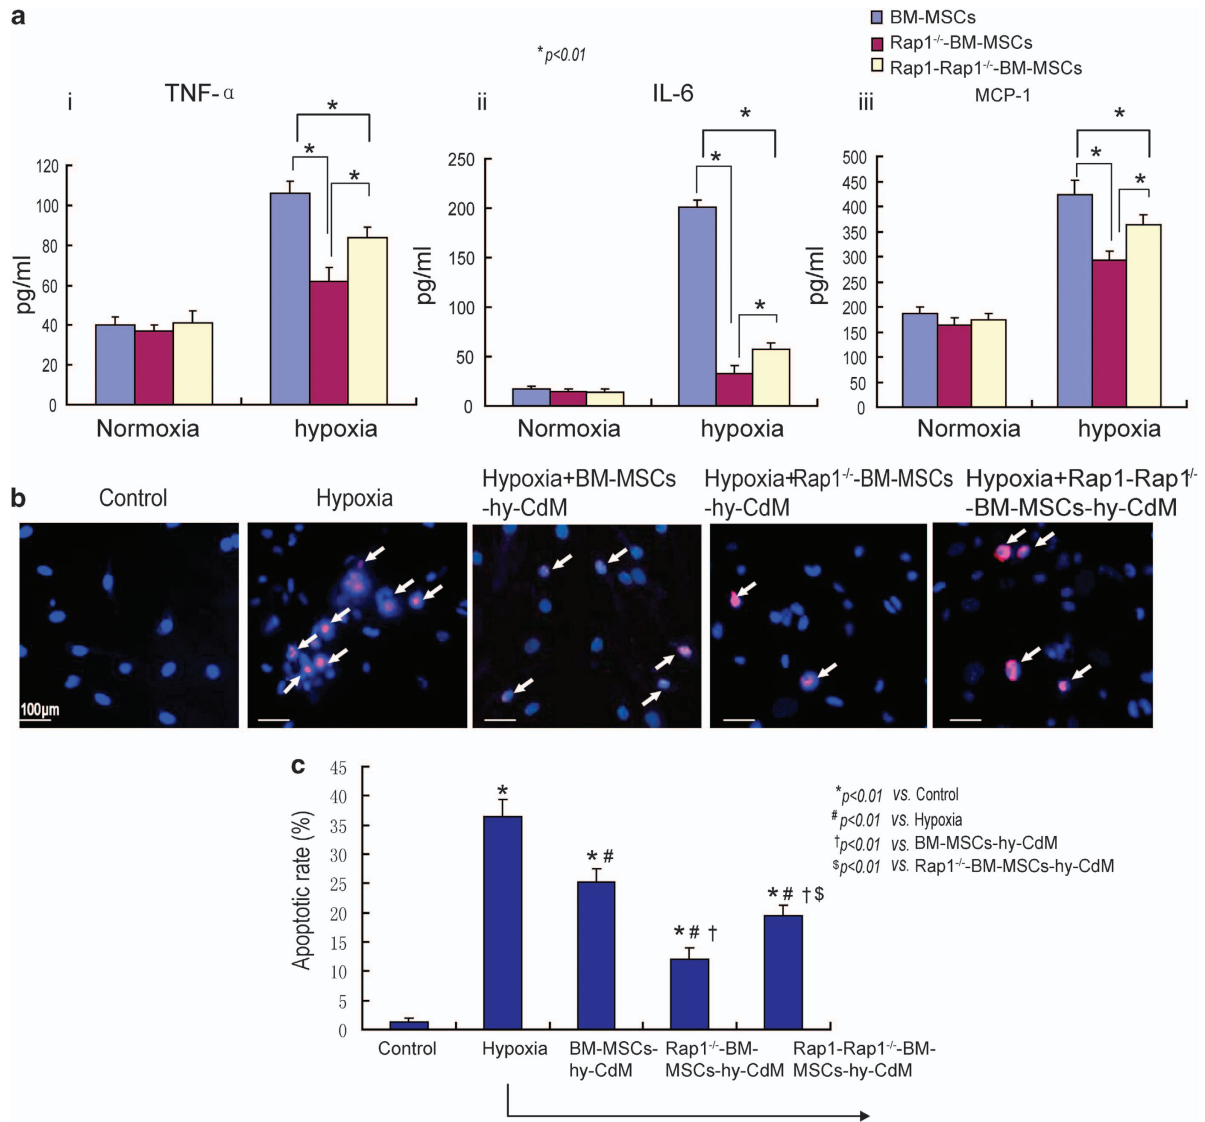 a
BM-MSCs
Rap1-/--BM-MSCs
Rap1-Rap1-/--BM-MSCs
*p<0.01
i
TNF-α
ii
IL-6
iii
MCP-1
*
*
*
*
*
*
*
*
*
pg/ml
120
100
80
60
40
20
0
Normoxia
hypoxia
pg/ml
250
200
150
100
50
0
Normoxia
hypoxia
pg/ml
500
450
400
350
300
250
200
150
100
50
0
Normoxia
hypoxia
b
Control
Hypoxia
Hypoxia+BM-MSCs
-hy-CdM
Hypoxia+Rap1-/--BM-MSCs
-hy-CdM
Hypoxia+Rap1-Rap1-/-
-BM-MSCs-hy-CdM
100μm
c
Apoptotic rate (%)
45
40
35
30
25
20
15
10
5
0
*
*#
*# †
*# †$
*p<0.01 vs. Control
#p<0.01 vs. Hypoxia
†p<0.01 vs. BM-MSCs-hy-CdM
$p<0.01 vs. Rap1-/--BM-MSCs-hy-CdM
Control
Hypoxia
BM-MSCs-
hy-CdM
Rap1-/--BM-
MSCs-hy-CdM
Rap1-Rap1-/--BM-
MSCs-hy-CdM